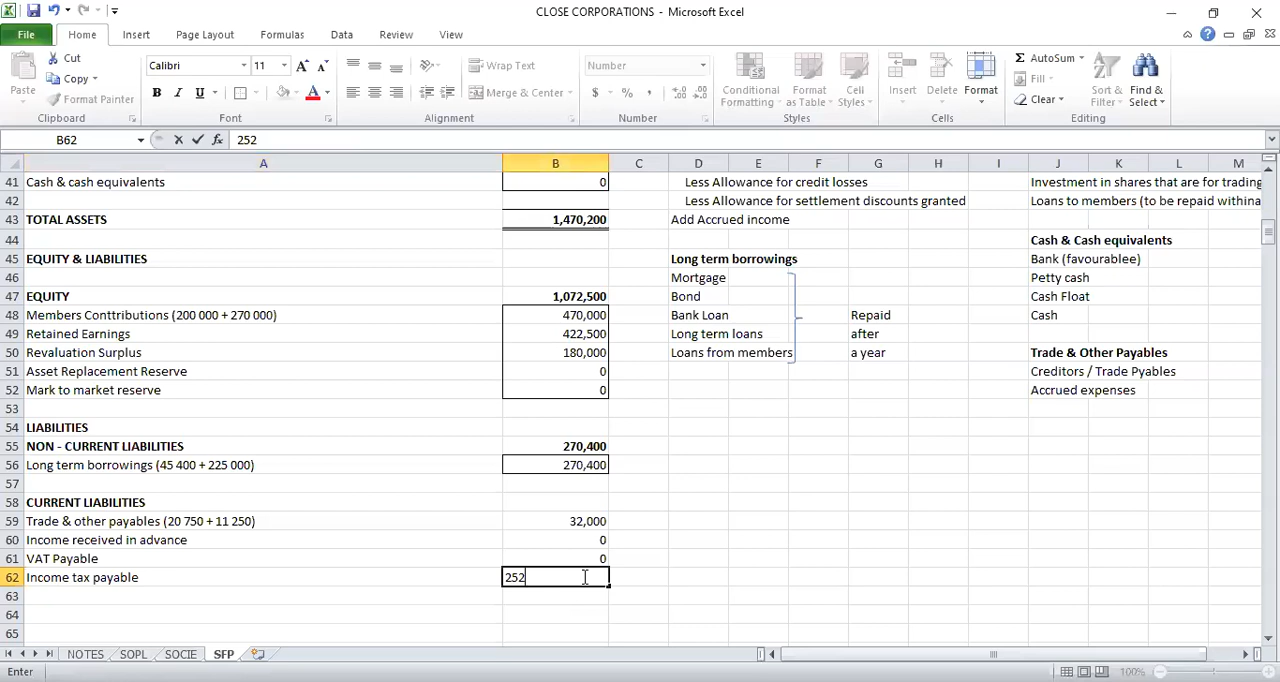 CLOSE CORPORATIONS - Microsoft Excel
File Home Insert Page Layout Formulas Data Review View
Paste Cut Copy Format Painter
Clipboard
Calibri 11 A A
B I U A
Font
Wrap Text
Merge & Center
Alignment
Number
$ % ,
Number
Conditional Formatting Format as Table Cell Styles
Styles
Insert Delete Format
Cells
Σ AutoSum
Fill
Clear
Sort & Filter Find & Select
Editing
B62 fx 252
A B C D E F G H I J K L M
41 Cash & cash equivalents 0 Less Allowance for credit losses Investment in shares that are for trading
42 Less Allowance for settlement discounts granted Loans to members (to be repaid withina
43 TOTAL ASSETS 1,470,200 Add Accrued income
44 Cash & Cash equivalents
45 EQUITY & LIABILITIES Long term borrowings Bank (favourablee)
46 Mortgage Petty cash
47 EQUITY 1,072,500 Bond Cash Float
48 Members Conttributions (200 000 + 270 000) 470,000 Bank Loan Repaid Cash
49 Retained Earnings 422,500 Long term loans after
50 Revaluation Surplus 180,000 Loans from members a year Trade & Other Payables
51 Asset Replacement Reserve 0 Creditors / Trade Pyables
52 Mark to market reserve 0 Accrued expenses
53
54 LIABILITIES
55 NON - CURRENT LIABILITIES 270,400
56 Long term borrowings (45 400 + 225 000) 270,400
57
58 CURRENT LIABILITIES
59 Trade & other payables (20 750 + 11 250) 32,000
60 Income received in advance 0
61 VAT Payable 0
62 Income tax payable 252
63
64
65
NOTES SOPL SOCIE SFP
Enter 100%